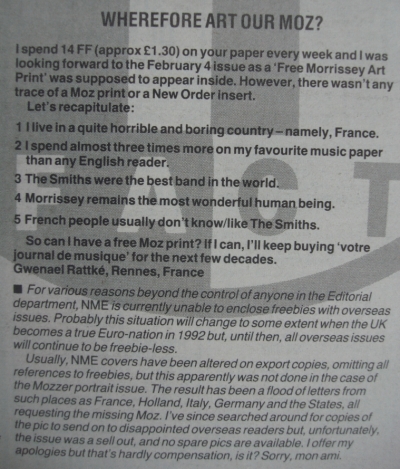 WHEREFORE ART OUR MOZ?
I spend 14 FF (approx £1.30) on your paper every week and I was
looking forward to the February 4 issue as a 'Free Morrissey Art
Print' was supposed to appear inside. However, there wasn't any
trace of a Moz print or a New Order insert.
Let's recapitulate:
1 I live in a quite horrible and boring country – namely, France.
2 I spend almost three times more on my favourite music paper
than any English reader.
3 The Smiths were the best band in the world.
4 Morrissey remains the most wonderful human being.
5 French people usually don't know/like The Smiths.
So can I have a free Moz print? If I can, I'll keep buying 'votre
journal de musique' for the next few decades.
Gwenael Rattké, Rennes, France
■ For various reasons beyond the control of anyone in the Editorial
department, NME is currently unable to enclose freebies with overseas
issues. Probably this situation will change to some extent when the UK
becomes a true Euro-nation in 1992 but, until then, all overseas issues
will continue to be freebie-less.
Usually, NME covers have been altered on export copies, omitting all
references to freebies, but this apparently was not done in the case of
the Mozzer portrait issue. The result has been a flood of letters from
such places as France, Holland, Italy, Germany and the States, all
requesting the missing Moz. I've since searched around for copies of
the pic to send on to disappointed overseas readers but, unfortunately,
the issue was a sell out, and no spare pics are available. I offer my
apologies but that's hardly compensation, is it? Sorry, mon ami.